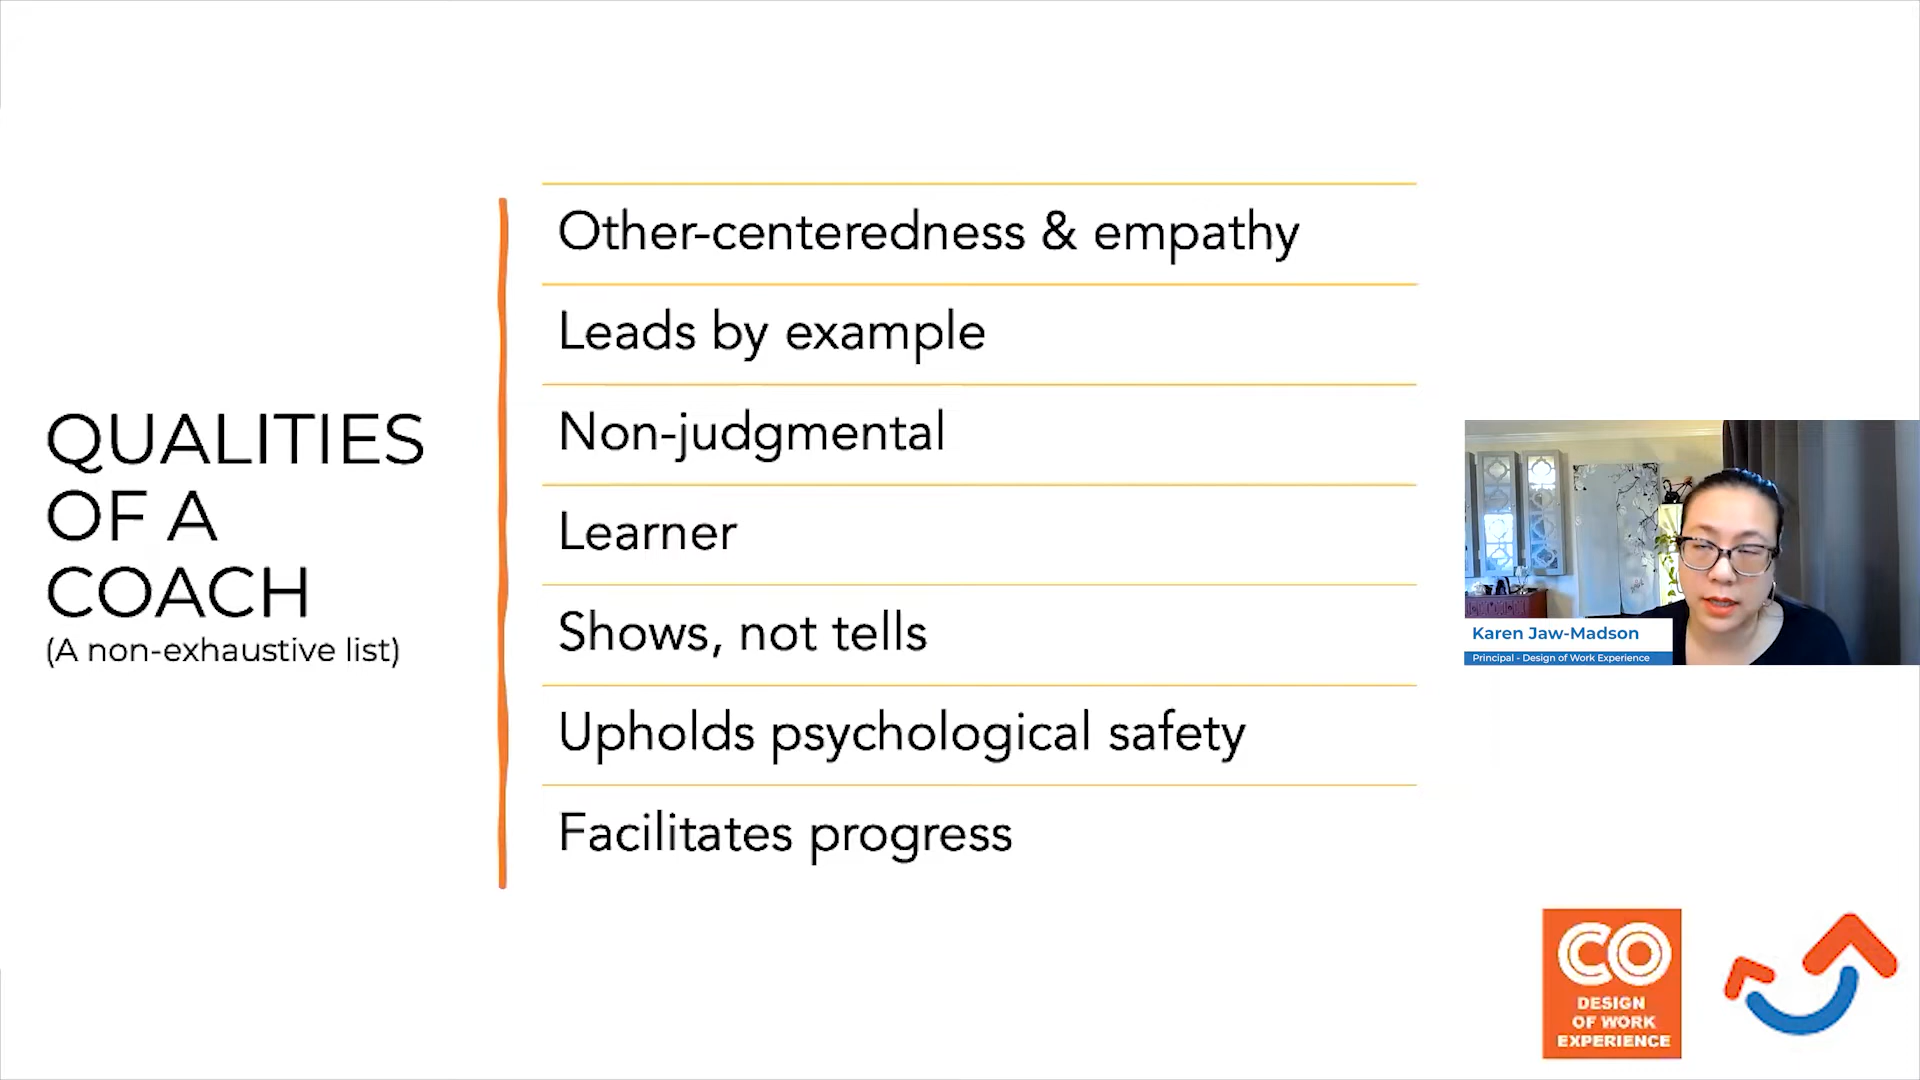 QUALITIES
OF A
COACH
(A non-exhaustive list)
Other-centeredness & empathy
Leads by example
Non-judgmental
Learner
Shows, not tells
Upholds psychological safety
Facilitates progress
Karen Jaw-Madson
Principal - Design of Work Experience
CO
DESIGN
OF WORK
EXPERIENCE